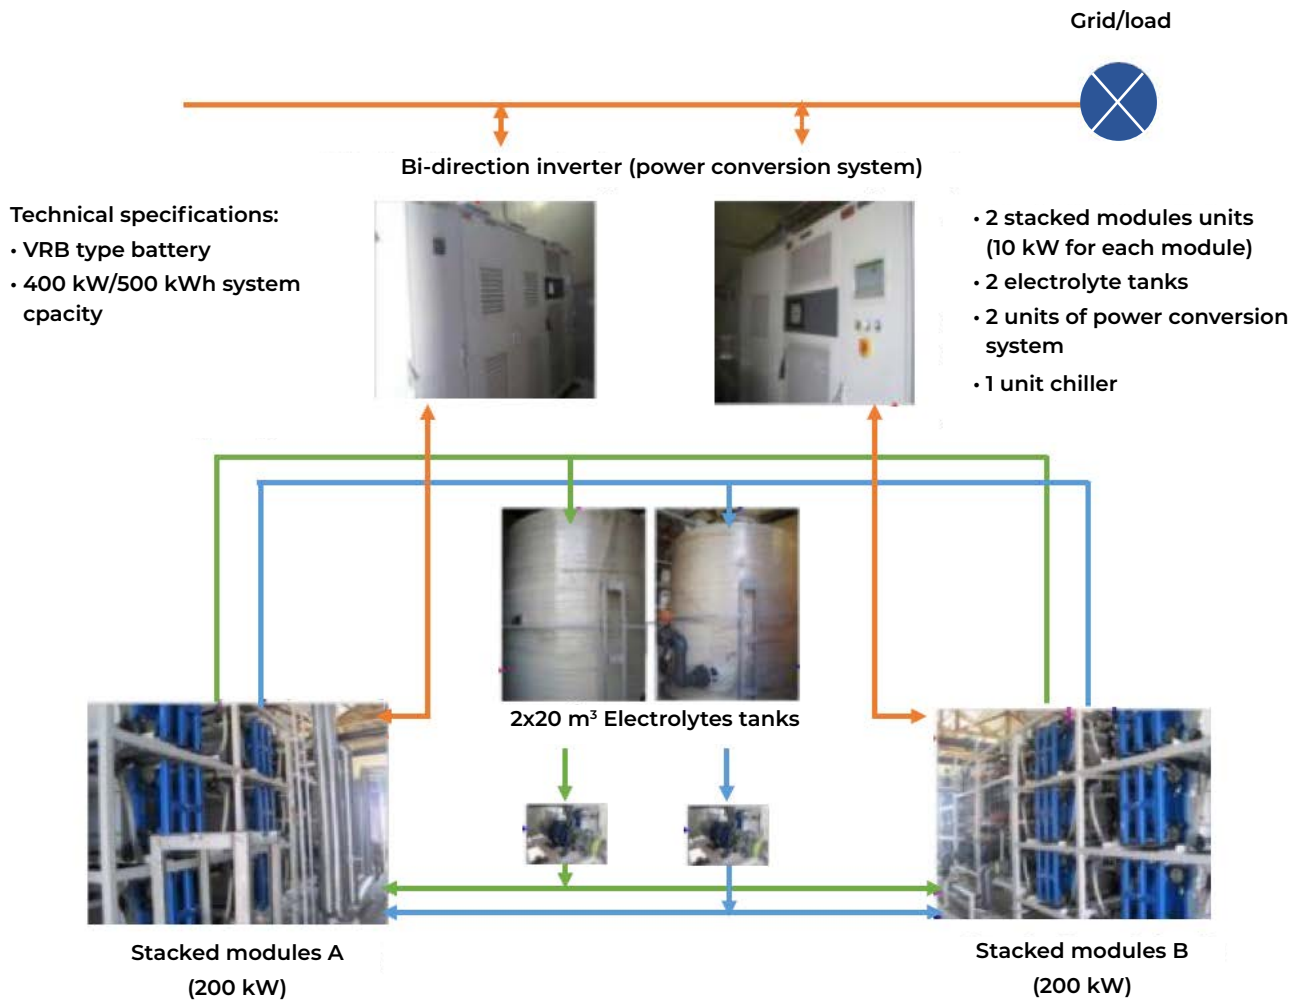 Grid/load
Bi-direction inverter (power conversion system)
Technical specifications:
• VRB type battery
• 400 kW/500 kWh system
cpacity
• 2 stacked modules units
(10 kW for each module)
• 2 electrolyte tanks
• 2 units of power conversion
system
• 1 unit chiller
2x20 m³ Electrolytes tanks
Stacked modules A
(200 kW)
Stacked modules B
(200 kW)